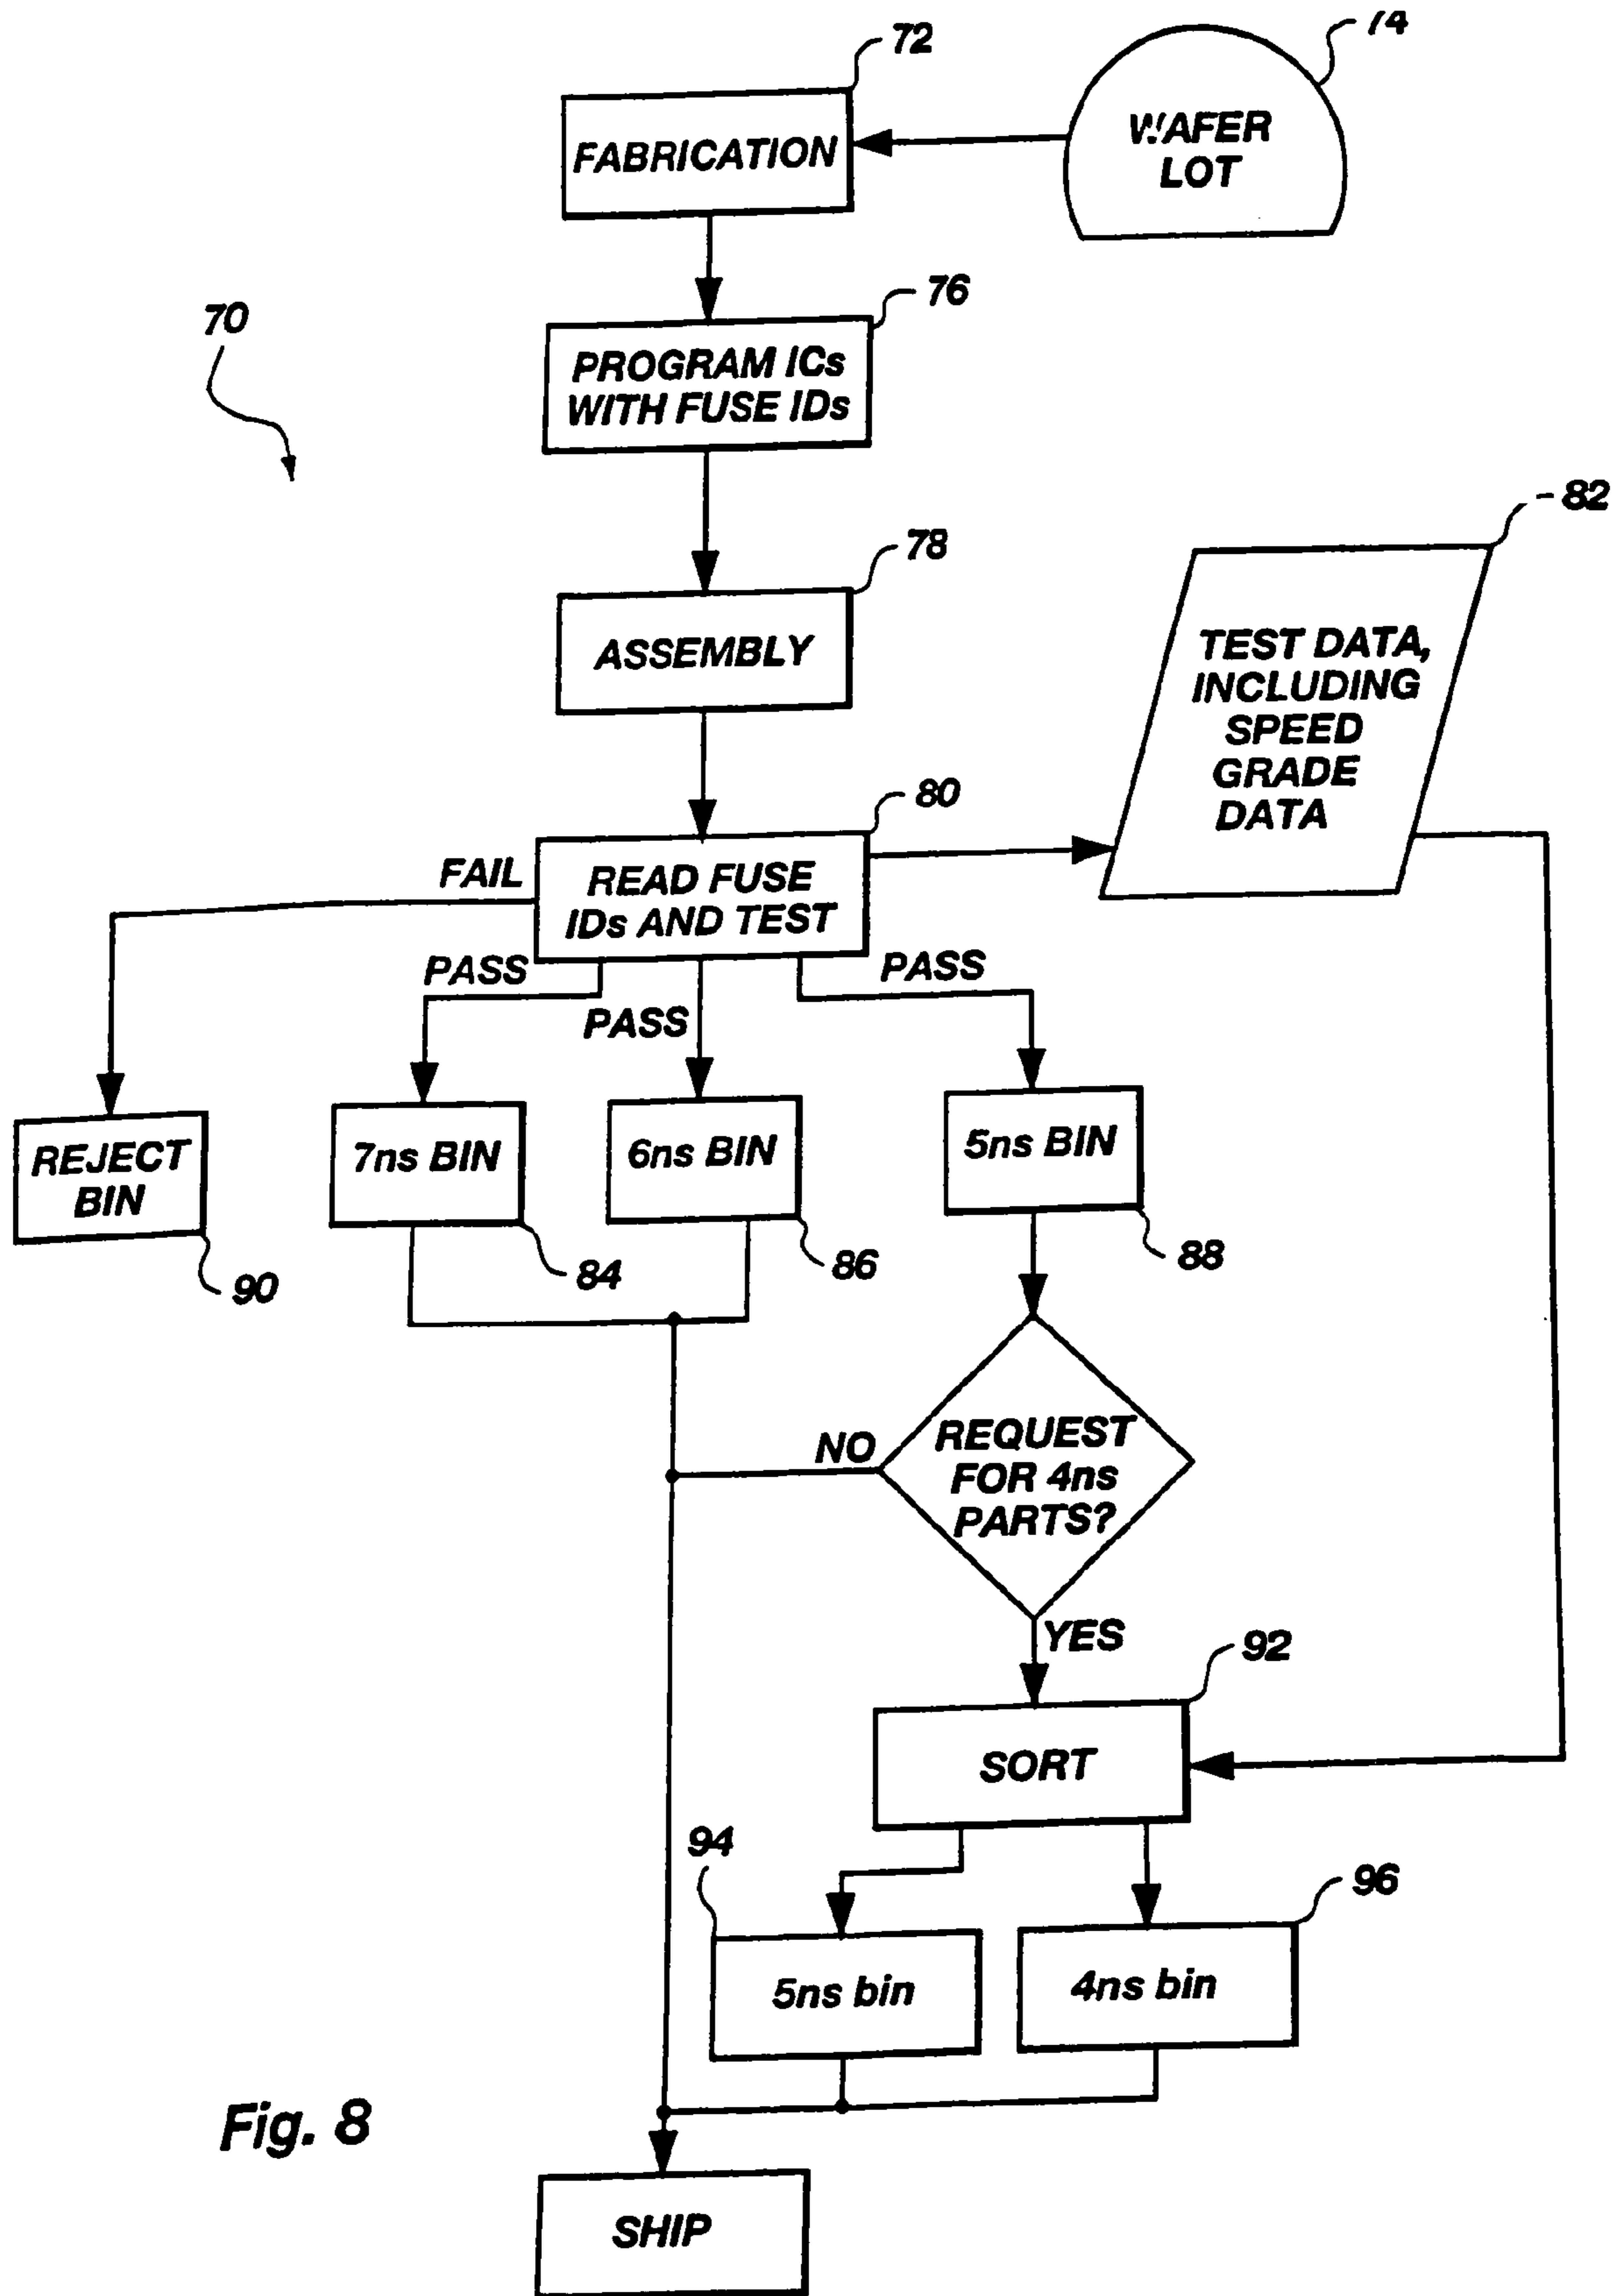 72
74
FABRICATION
WAFER
LOT
76
70
PROGRAM ICs
WITH FUSE IDs
82
78
ASSEMBLY
TEST DATA,
INCLUDING
SPEED
GRADE
DATA
80
FAIL
READ FUSE
IDs AND TEST
PASS
PASS
PASS
REJECT
BIN
7ns BIN
6ns BIN
5ns BIN
90
84
86
88
NO
REQUEST
FOR 4ns
PARTS?
YES
92
SORT
94
96
5ns bin
4ns bin
Fig. 8
SHIP